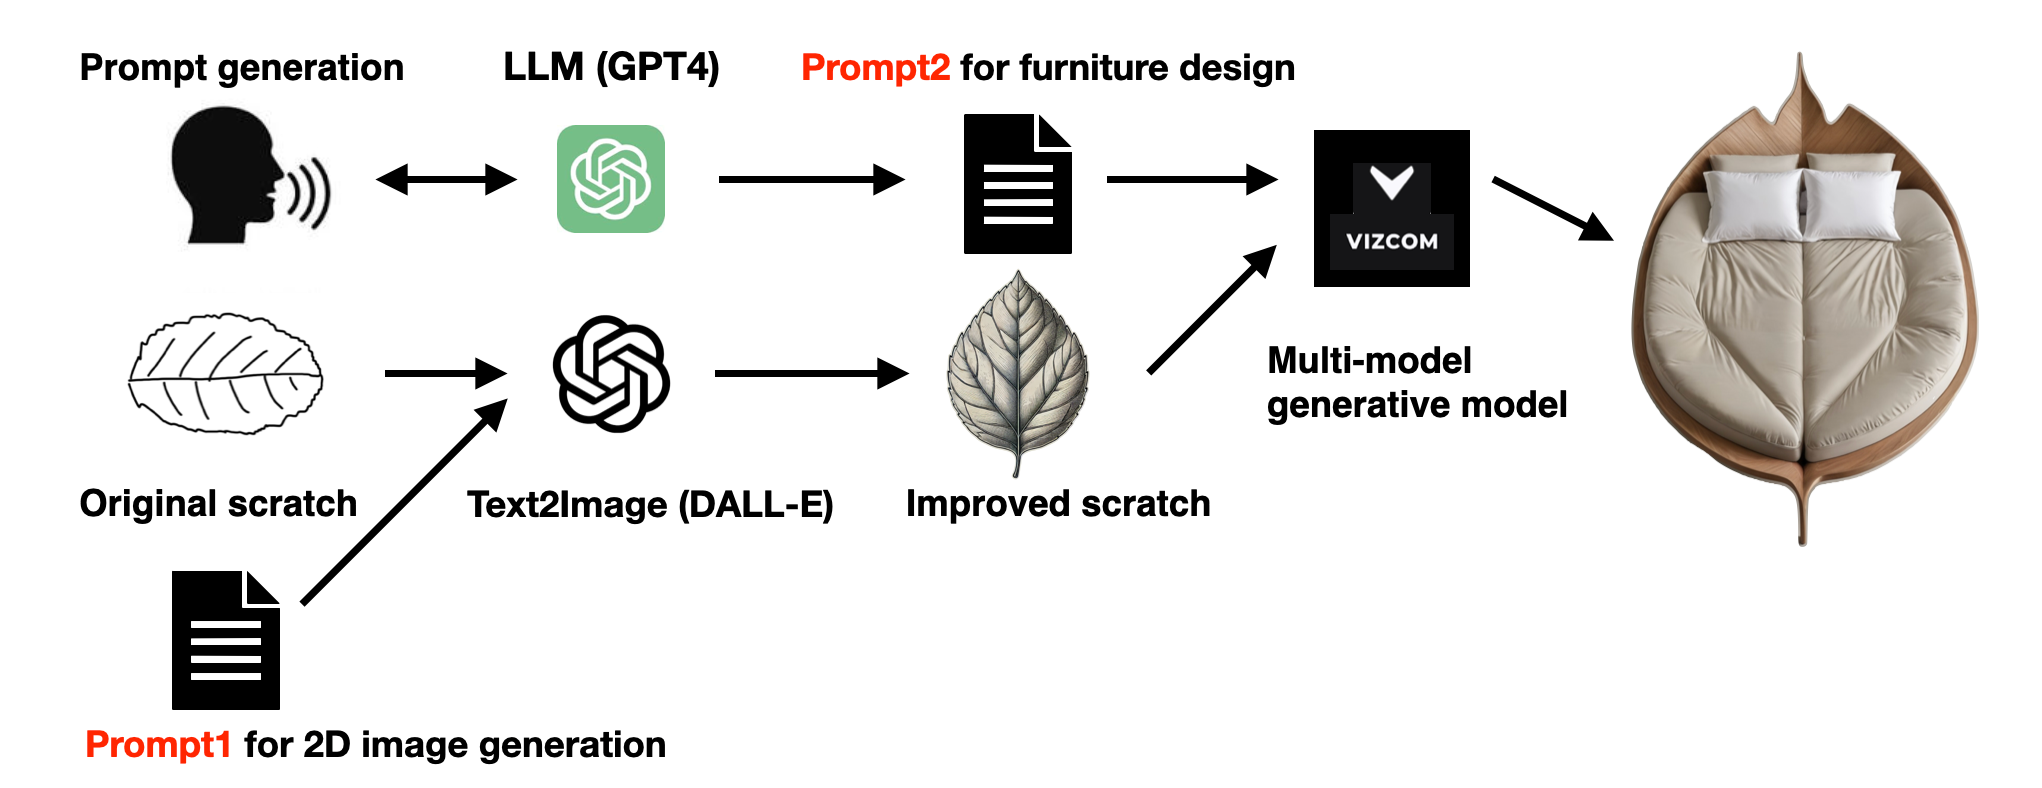 Prompt generation
LLM (GPT4)
Prompt2 for furniture design
VIZCOM
Multi-model
generative model
Original scratch
Text2Image (DALL-E)
Improved scratch
Prompt1 for 2D image generation